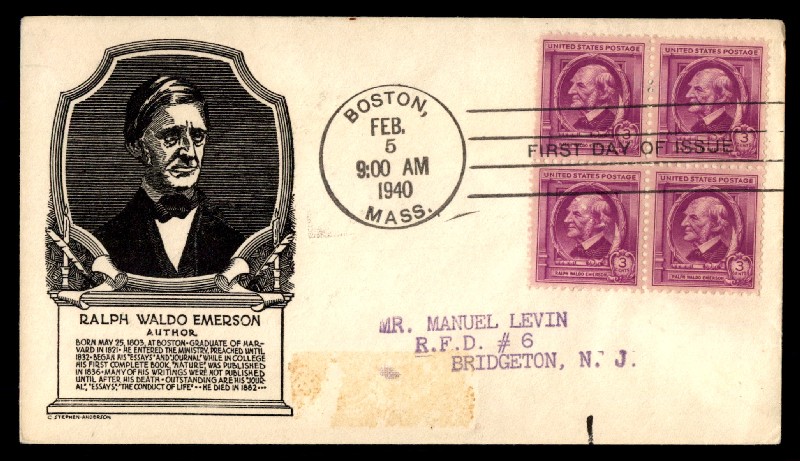 RALPH WALDO EMERSON
AUTHOR
BORN MAY 25, 1803, AT BOSTON • GRADUATE OF HAR-
VARD IN 1821 • HE ENTERED THE MINISTRY, PREACHED UNTIL
1832 • BEGAN HIS "ESSAYS" AND "JOURNAL" WHILE IN COLLEGE
HIS FIRST COMPLETE BOOK, "NATURE", WAS PUBLISHED
IN 1836 • MANY OF HIS WRITINGS WERE NOT PUBLISHED
UNTIL AFTER HIS DEATH • OUTSTANDING ARE HIS "JOUR-
AL", "ESSAYS", "THE CONDUCT OF LIFE" • • HE DIED IN 1882 • • •
© STEPHEN-ANDERSON
BOSTON,
FEB.
5
9:00 AM
1940
MASS.
FIRST DAY OF ISSUE
UNITED STATES POSTAGE
3
UNITED STATES POSTAGE
3
UNITED STATES POSTAGE
3 CENTS
RALPH WALDO EMERSON
UNITED STATES POSTAGE
3 CENTS
RALPH WALDO EMERSON
MR. MANUEL LEVIN
R.F.D. # 6
BRIDGETON, N. J.